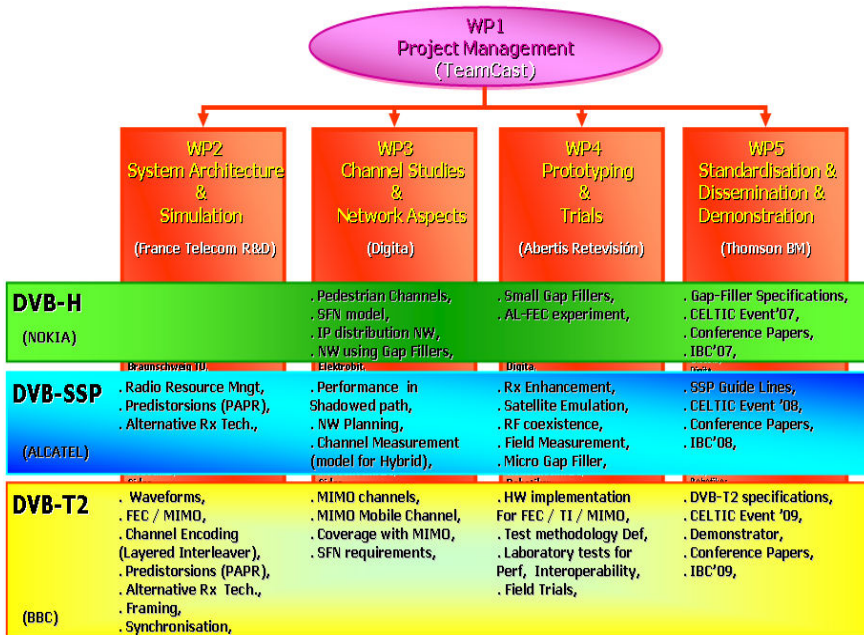 WP1
Project Management
(TeamCast)
WP2
System Architecture
&
Simulation
(France Telecom R&D)
WP3
Channel Studies
&
Network Aspects
(Digita)
WP4
Prototyping
&
Trials
(Abertis Retevisión)
WP5
Standardisation &
Dissemination &
Demonstration
(Thomson BM)
DVB-H
(NOKIA)
. Pedestrian Channels,
. SFN model,
. IP distribution NW,
. NW using Gap Fillers,
. Small Gap Fillers,
. AL-FEC experiment,
. Gap-Filler Specifications,
. CELTIC Event'07,
. Conference Papers,
. IBC'07,
Braunschweig TU.
Elektrobit.
Digita.
DVB-SSP
(ALCATEL)
. Radio Resource Mngt,
. Predistorsions (PAPR),
. Alternative Rx Tech.,
. Performance in
Shadowed path,
. NW Planning,
. Channel Measurement
(model for Hybrid),
. Rx Enhancement,
. Satellite Emulation,
. RF coexistence,
. Field Measurement,
. Micro Gap Filler,
. SSP Guide Lines,
. CELTIC Event '08,
. Conference Papers,
. IBC'08,
DVB-T2
(BBC)
. Waveforms,
. FEC / MIMO,
. Channel Encoding
(Layered Interleaver),
. Predistorsions (PAPR),
. Alternative Rx Tech.,
. Framing,
. Synchronisation,
. MIMO channels,
. MIMO Mobile Channel,
. Coverage with MIMO,
. SFN requirements,
. HW implementation
For FEC / TI / MIMO,
. Test methodology Def,
. Laboratory tests for
Perf, Interoperability,
. Field Trials,
. DVB-T2 specifications,
. CELTIC Event '09,
. Demonstrator,
. Conference Papers,
. IBC'09,